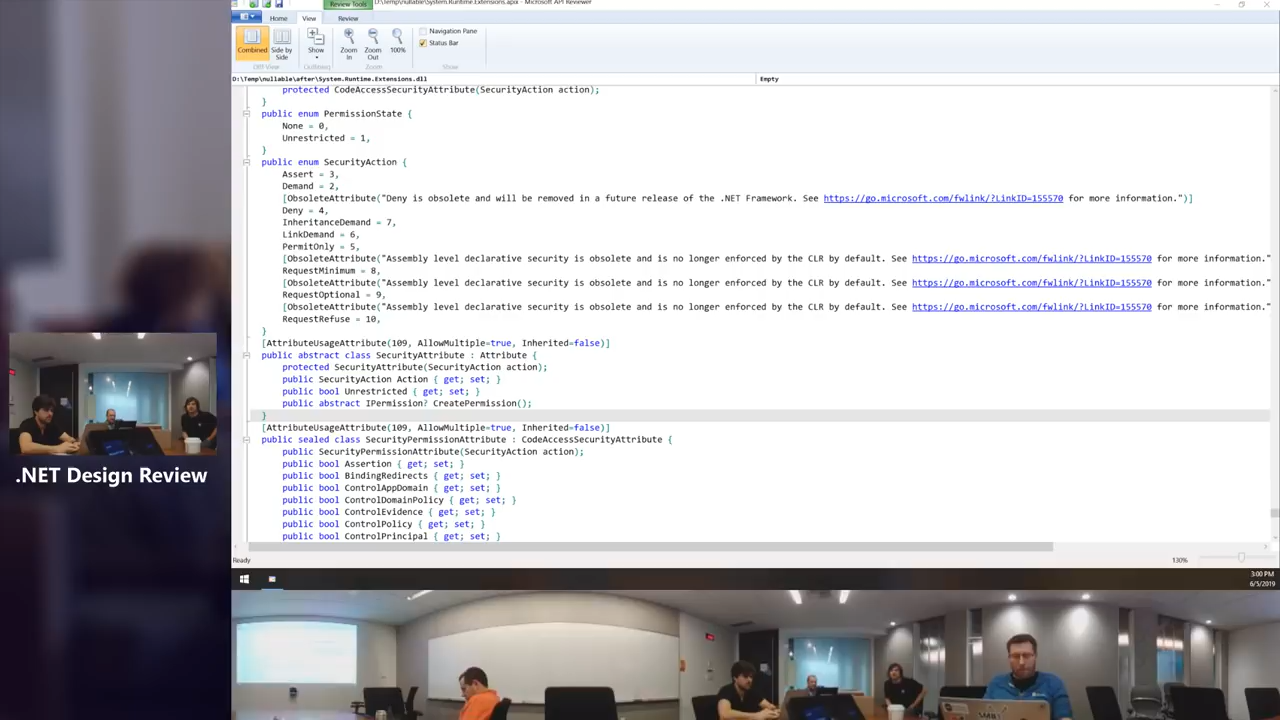 Review Tools
D:\Temp\nullable\System.Runtime.Extensions.apix - Microsoft API Reviewer
Home View Review
Combined
Side by Side
Show
Zoom In
Zoom Out
100%
Navigation Pane
Status Bar
Diff View
Zoom
Show
D:\Temp\nullable\after\System.Runtime.Extensions.dll
Empty
protected CodeAccessSecurityAttribute(SecurityAction action);
}
public enum PermissionState {
None = 0,
Unrestricted = 1,
}
public enum SecurityAction {
Assert = 3,
Demand = 2,
[ObsoleteAttribute("Deny is obsolete and will be removed in a future release of the .NET Framework. See https://go.microsoft.com/fwlink/?LinkID=155570 for more information.")]
Deny = 4,
InheritanceDemand = 7,
LinkDemand = 6,
PermitOnly = 5,
[ObsoleteAttribute("Assembly level declarative security is obsolete and is no longer enforced by the CLR by default. See https://go.microsoft.com/fwlink/?LinkID=155570 for more information."
RequestMinimum = 8,
[ObsoleteAttribute("Assembly level declarative security is obsolete and is no longer enforced by the CLR by default. See https://go.microsoft.com/fwlink/?LinkID=155570 for more information."
RequestOptional = 9,
[ObsoleteAttribute("Assembly level declarative security is obsolete and is no longer enforced by the CLR by default. See https://go.microsoft.com/fwlink/?LinkID=155570 for more information."
RequestRefuse = 10,
}
[AttributeUsageAttribute(109, AllowMultiple=true, Inherited=false)]
public abstract class SecurityAttribute : Attribute {
protected SecurityAttribute(SecurityAction action);
public SecurityAction Action { get; set; }
public bool Unrestricted { get; set; }
public abstract IPermission? CreatePermission();
}
[AttributeUsageAttribute(109, AllowMultiple=true, Inherited=false)]
public sealed class SecurityPermissionAttribute : CodeAccessSecurityAttribute {
public SecurityPermissionAttribute(SecurityAction action);
public bool Assertion { get; set; }
public bool BindingRedirects { get; set; }
public bool ControlAppDomain { get; set; }
public bool ControlDomainPolicy { get; set; }
public bool ControlEvidence { get; set; }
public bool ControlPolicy { get; set; }
public bool ControlPrincipal { get; set; }
.NET Design Review
Ready
130%
3:00 PM
6/5/2019